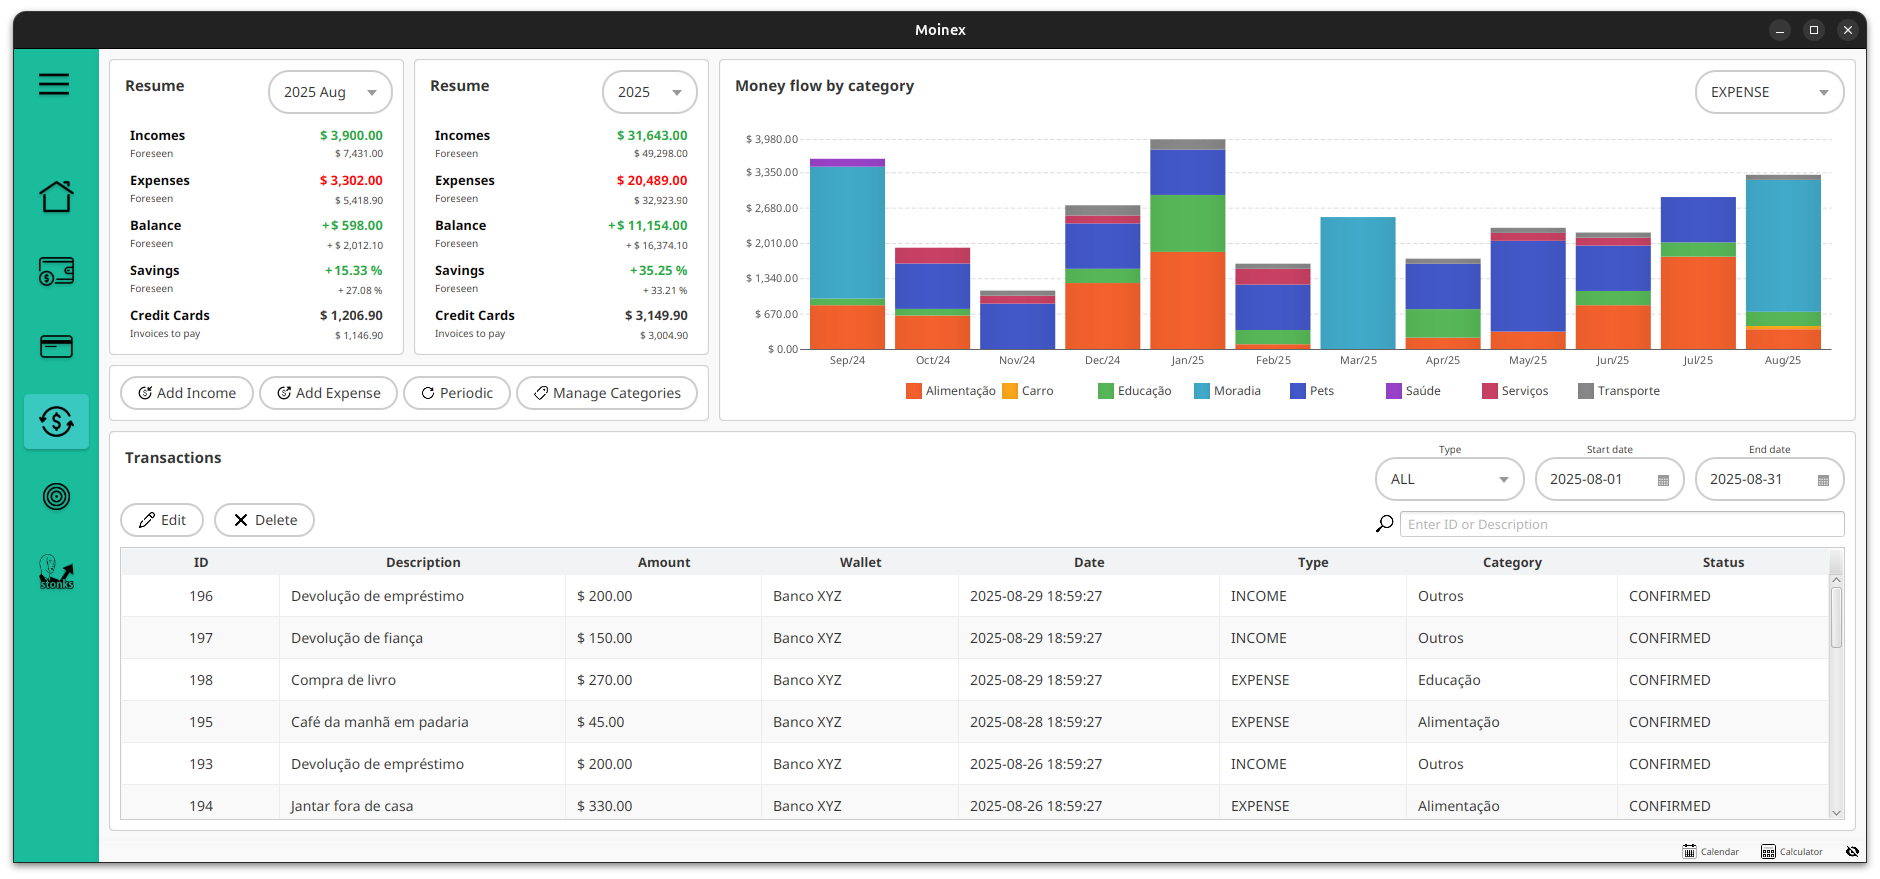 Moinex
Resume
2025 Aug
Incomes $ 3,900.00
Foreseen $ 7,431.00
Expenses $ 3,302.00
Foreseen $ 5,418.90
Balance +$ 598.00
Foreseen + $ 2,012.10
Savings +15.33 %
Foreseen + 27.08 %
Credit Cards $ 1,206.90
Invoices to pay $ 1,146.90
Resume
2025
Incomes $ 31,643.00
Foreseen $ 49,298.00
Expenses $ 20,489.00
Foreseen $ 32,923.90
Balance +$ 11,154.00
Foreseen + $ 16,374.10
Savings +35.25 %
Foreseen + 33.21 %
Credit Cards $ 3,149.90
Invoices to pay $ 3,004.90
Add Income Add Expense Periodic Manage Categories
Money flow by category
EXPENSE
$ 3,980.00
$ 3,350.00
$ 2,680.00
$ 2,010.00
$ 1,340.00
$ 670.00
$ 0.00
Sep/24 Oct/24 Nov/24 Dec/24 Jan/25 Feb/25 Mar/25 Apr/25 May/25 Jun/25 Jul/25 Aug/25
Alimentação Carro Educação Moradia Pets Saúde Serviços Transporte
stonks
Transactions
Type Start date End date
ALL 2025-08-01 2025-08-31
Edit Delete
Enter ID or Description
ID Description Amount Wallet Date Type Category Status
196 Devolução de empréstimo $ 200.00 Banco XYZ 2025-08-29 18:59:27 INCOME Outros CONFIRMED
197 Devolução de fiança $ 150.00 Banco XYZ 2025-08-29 18:59:27 INCOME Outros CONFIRMED
198 Compra de livro $ 270.00 Banco XYZ 2025-08-29 18:59:27 EXPENSE Educação CONFIRMED
195 Café da manhã em padaria $ 45.00 Banco XYZ 2025-08-28 18:59:27 EXPENSE Alimentação CONFIRMED
193 Devolução de empréstimo $ 200.00 Banco XYZ 2025-08-26 18:59:27 INCOME Outros CONFIRMED
194 Jantar fora de casa $ 330.00 Banco XYZ 2025-08-26 18:59:27 EXPENSE Alimentação CONFIRMED
Calendar Calculator